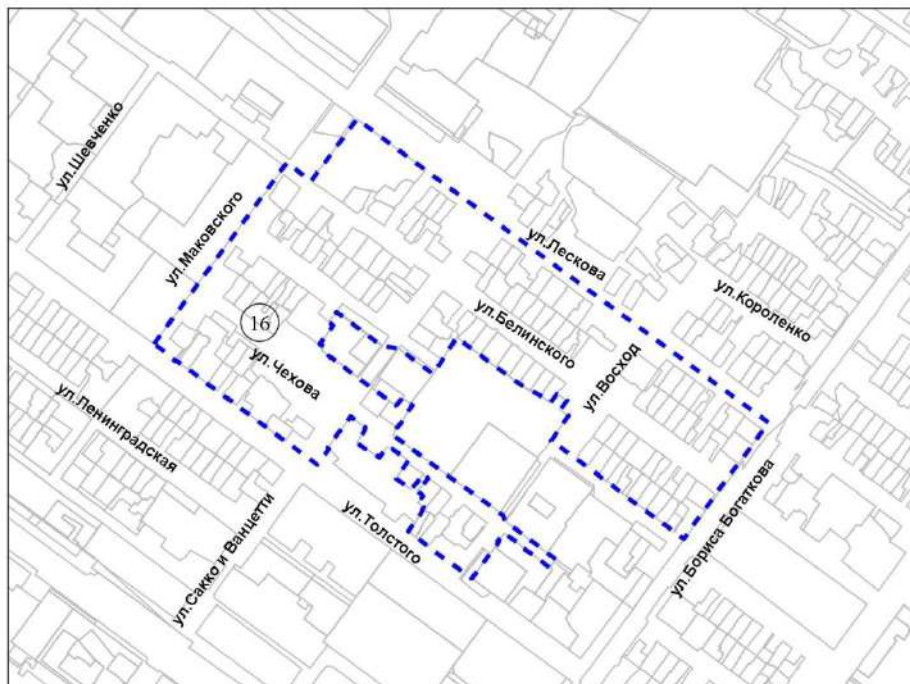 ул.Шевченко
ул.Маковского
ул.Лескова
ул.Короленко
ул.Белинского
ул.Восход
16
ул.Чехова
ул.Ленинградская
ул.Толстого
ул.Сакко и Ванцетти
ул.Бориса Богаткова